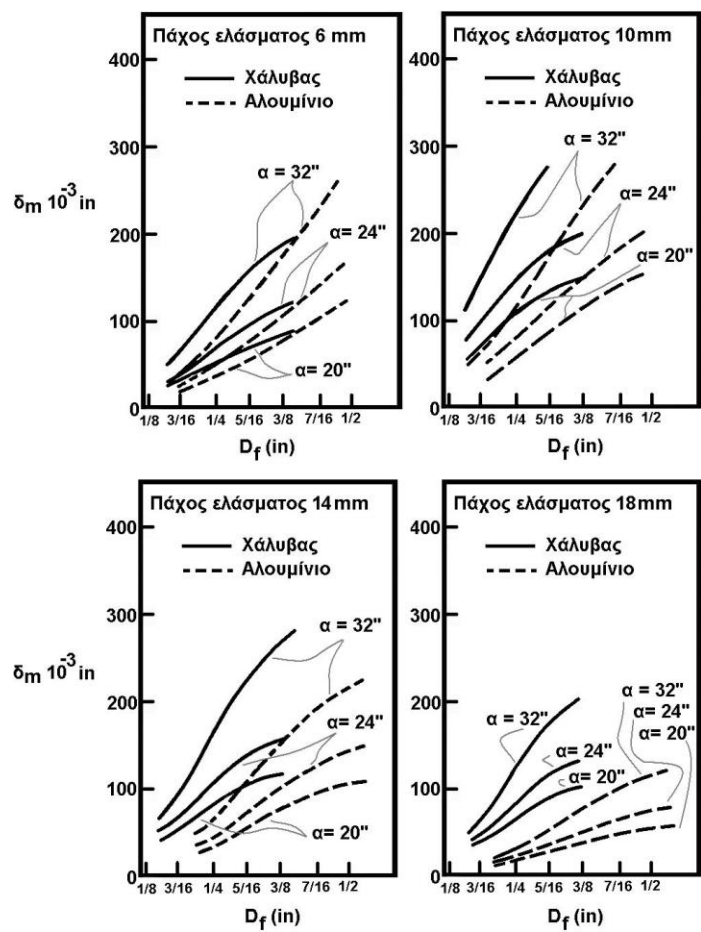 Πάχος ελάσματος 6 mm
Χάλυβας
Αλουμίνιο
400
300
200
100
0
δm 10⁻³ in
α = 32"
α= 24"
α= 20"
1/8 3/16 1/4 5/16 3/8 7/16 1/2
Df (in)
Πάχος ελάσματος 10 mm
Χάλυβας
Αλουμίνιο
400
300
200
100
0
α = 32"
α= 24"
α= 20"
1/8 3/16 1/4 5/16 3/8 7/16 1/2
Df (in)
Πάχος ελάσματος 14 mm
Χάλυβας
Αλουμίνιο
400
300
200
100
0
δm 10⁻³ in
α = 32"
α= 24"
α= 20"
1/8 3/16 1/4 5/16 3/8 7/16 1/2
Df (in)
Πάχος ελάσματος 18mm
Χάλυβας
Αλουμίνιο
400
300
200
100
0
α = 32"
α= 24"
α= 20"
α = 32"
α= 24"
α= 20"
1/8 3/16 1/4 5/16 3/8 7/16 1/2
Df (in)